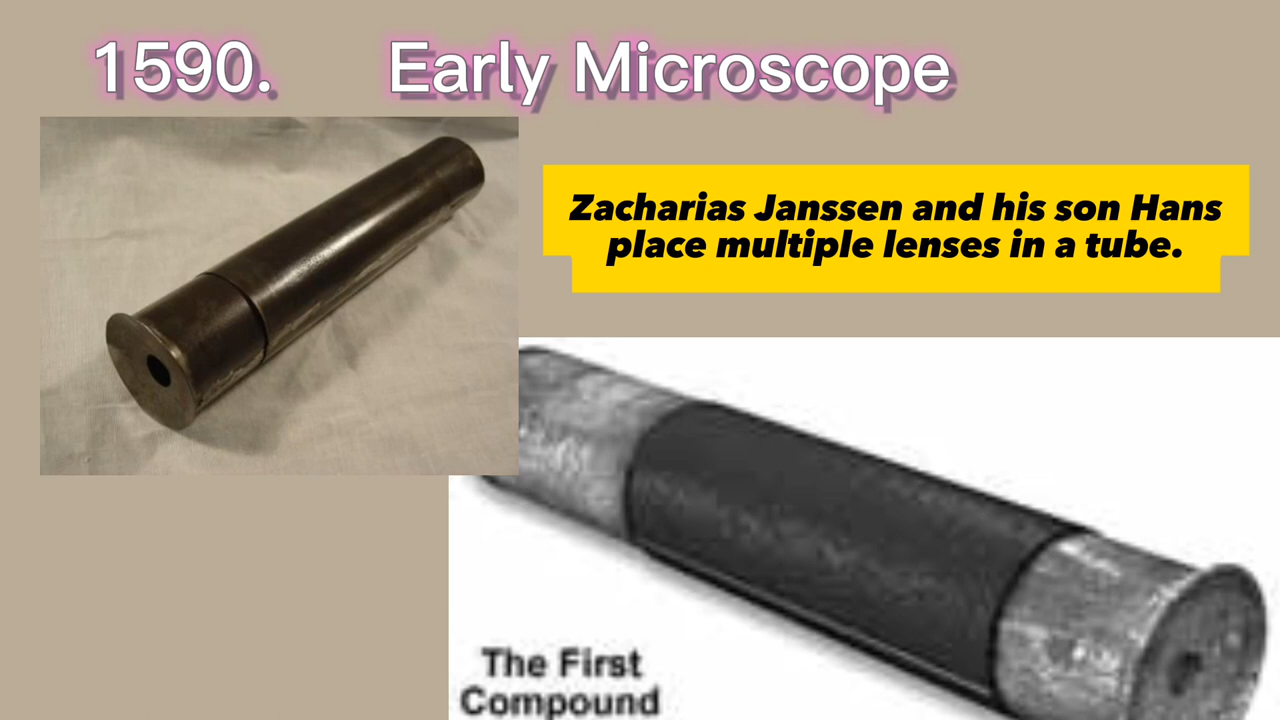 1590. Early Microscope
Zacharias Janssen and his son Hans
place multiple lenses in a tube.
The First
Compound